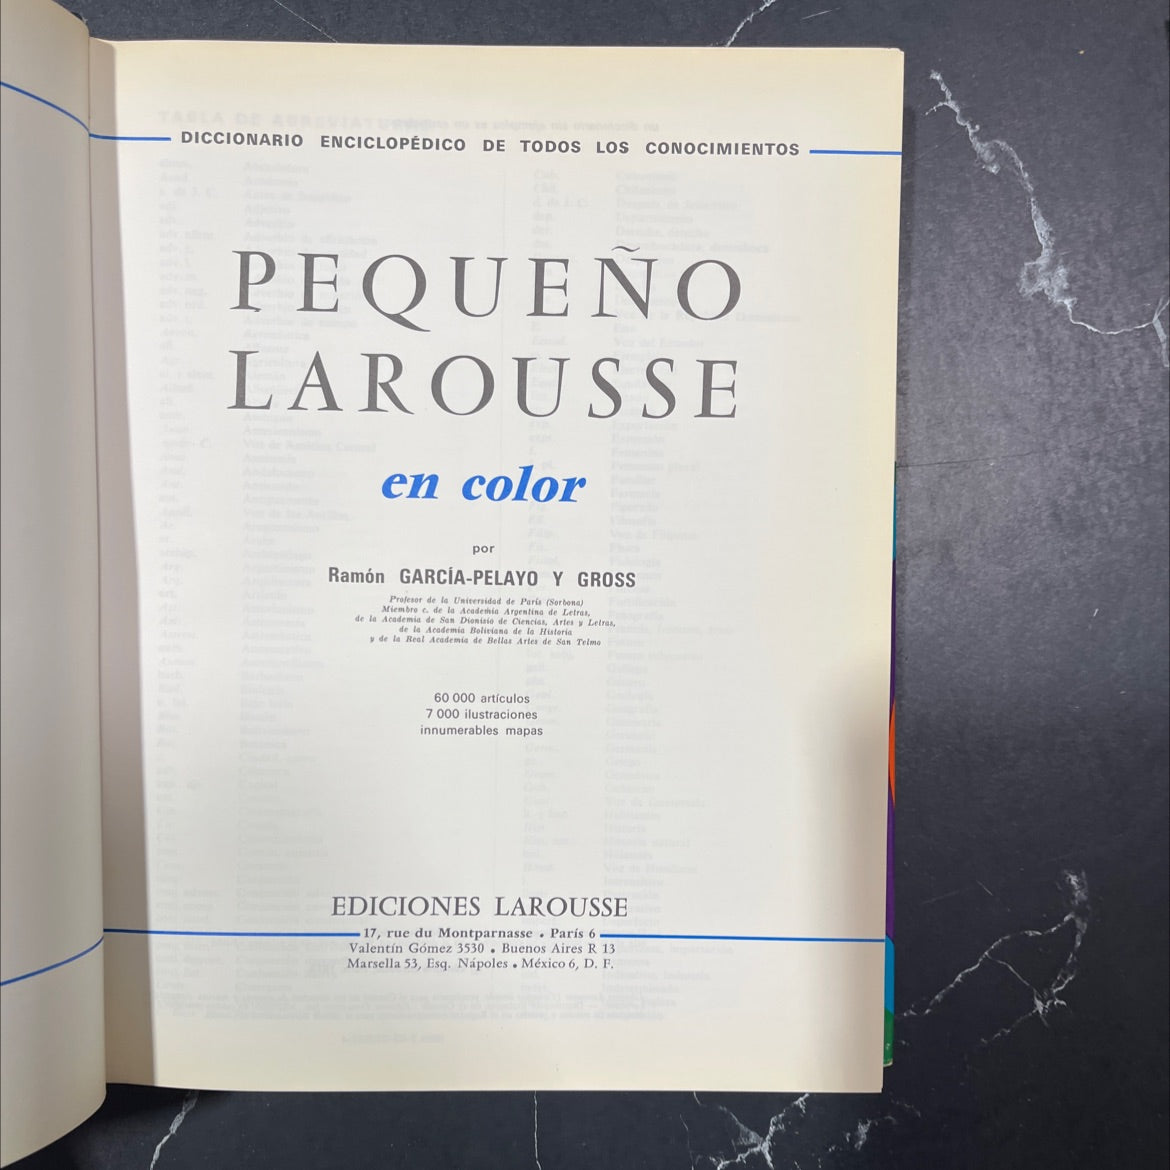 DICCIONARIO ENCICLOPÉDICO DE TODOS LOS CONOCIMIENTOS
PEQUEÑO
LAROUSSE
en color
por
Ramón GARCÍA-PELAYO Y GROSS
Profesor de la Universidad de París (Sorbona)
Miembro c. de la Academia Argentina de Letras,
de la Academia de San Dionisio de Ciencias, Artes y Letras,
de la Academia Boliviana de la Historia
y de la Real Academia de Bellas Artes de San Telmo
60 000 artículos
7 000 ilustraciones
innumerables mapas
EDICIONES LAROUSSE
17, rue du Montparnasse • París 6
Valentín Gómez 3530 • Buenos Aires R 13
Marsella 53, Esq. Nápoles • México 6, D. F.